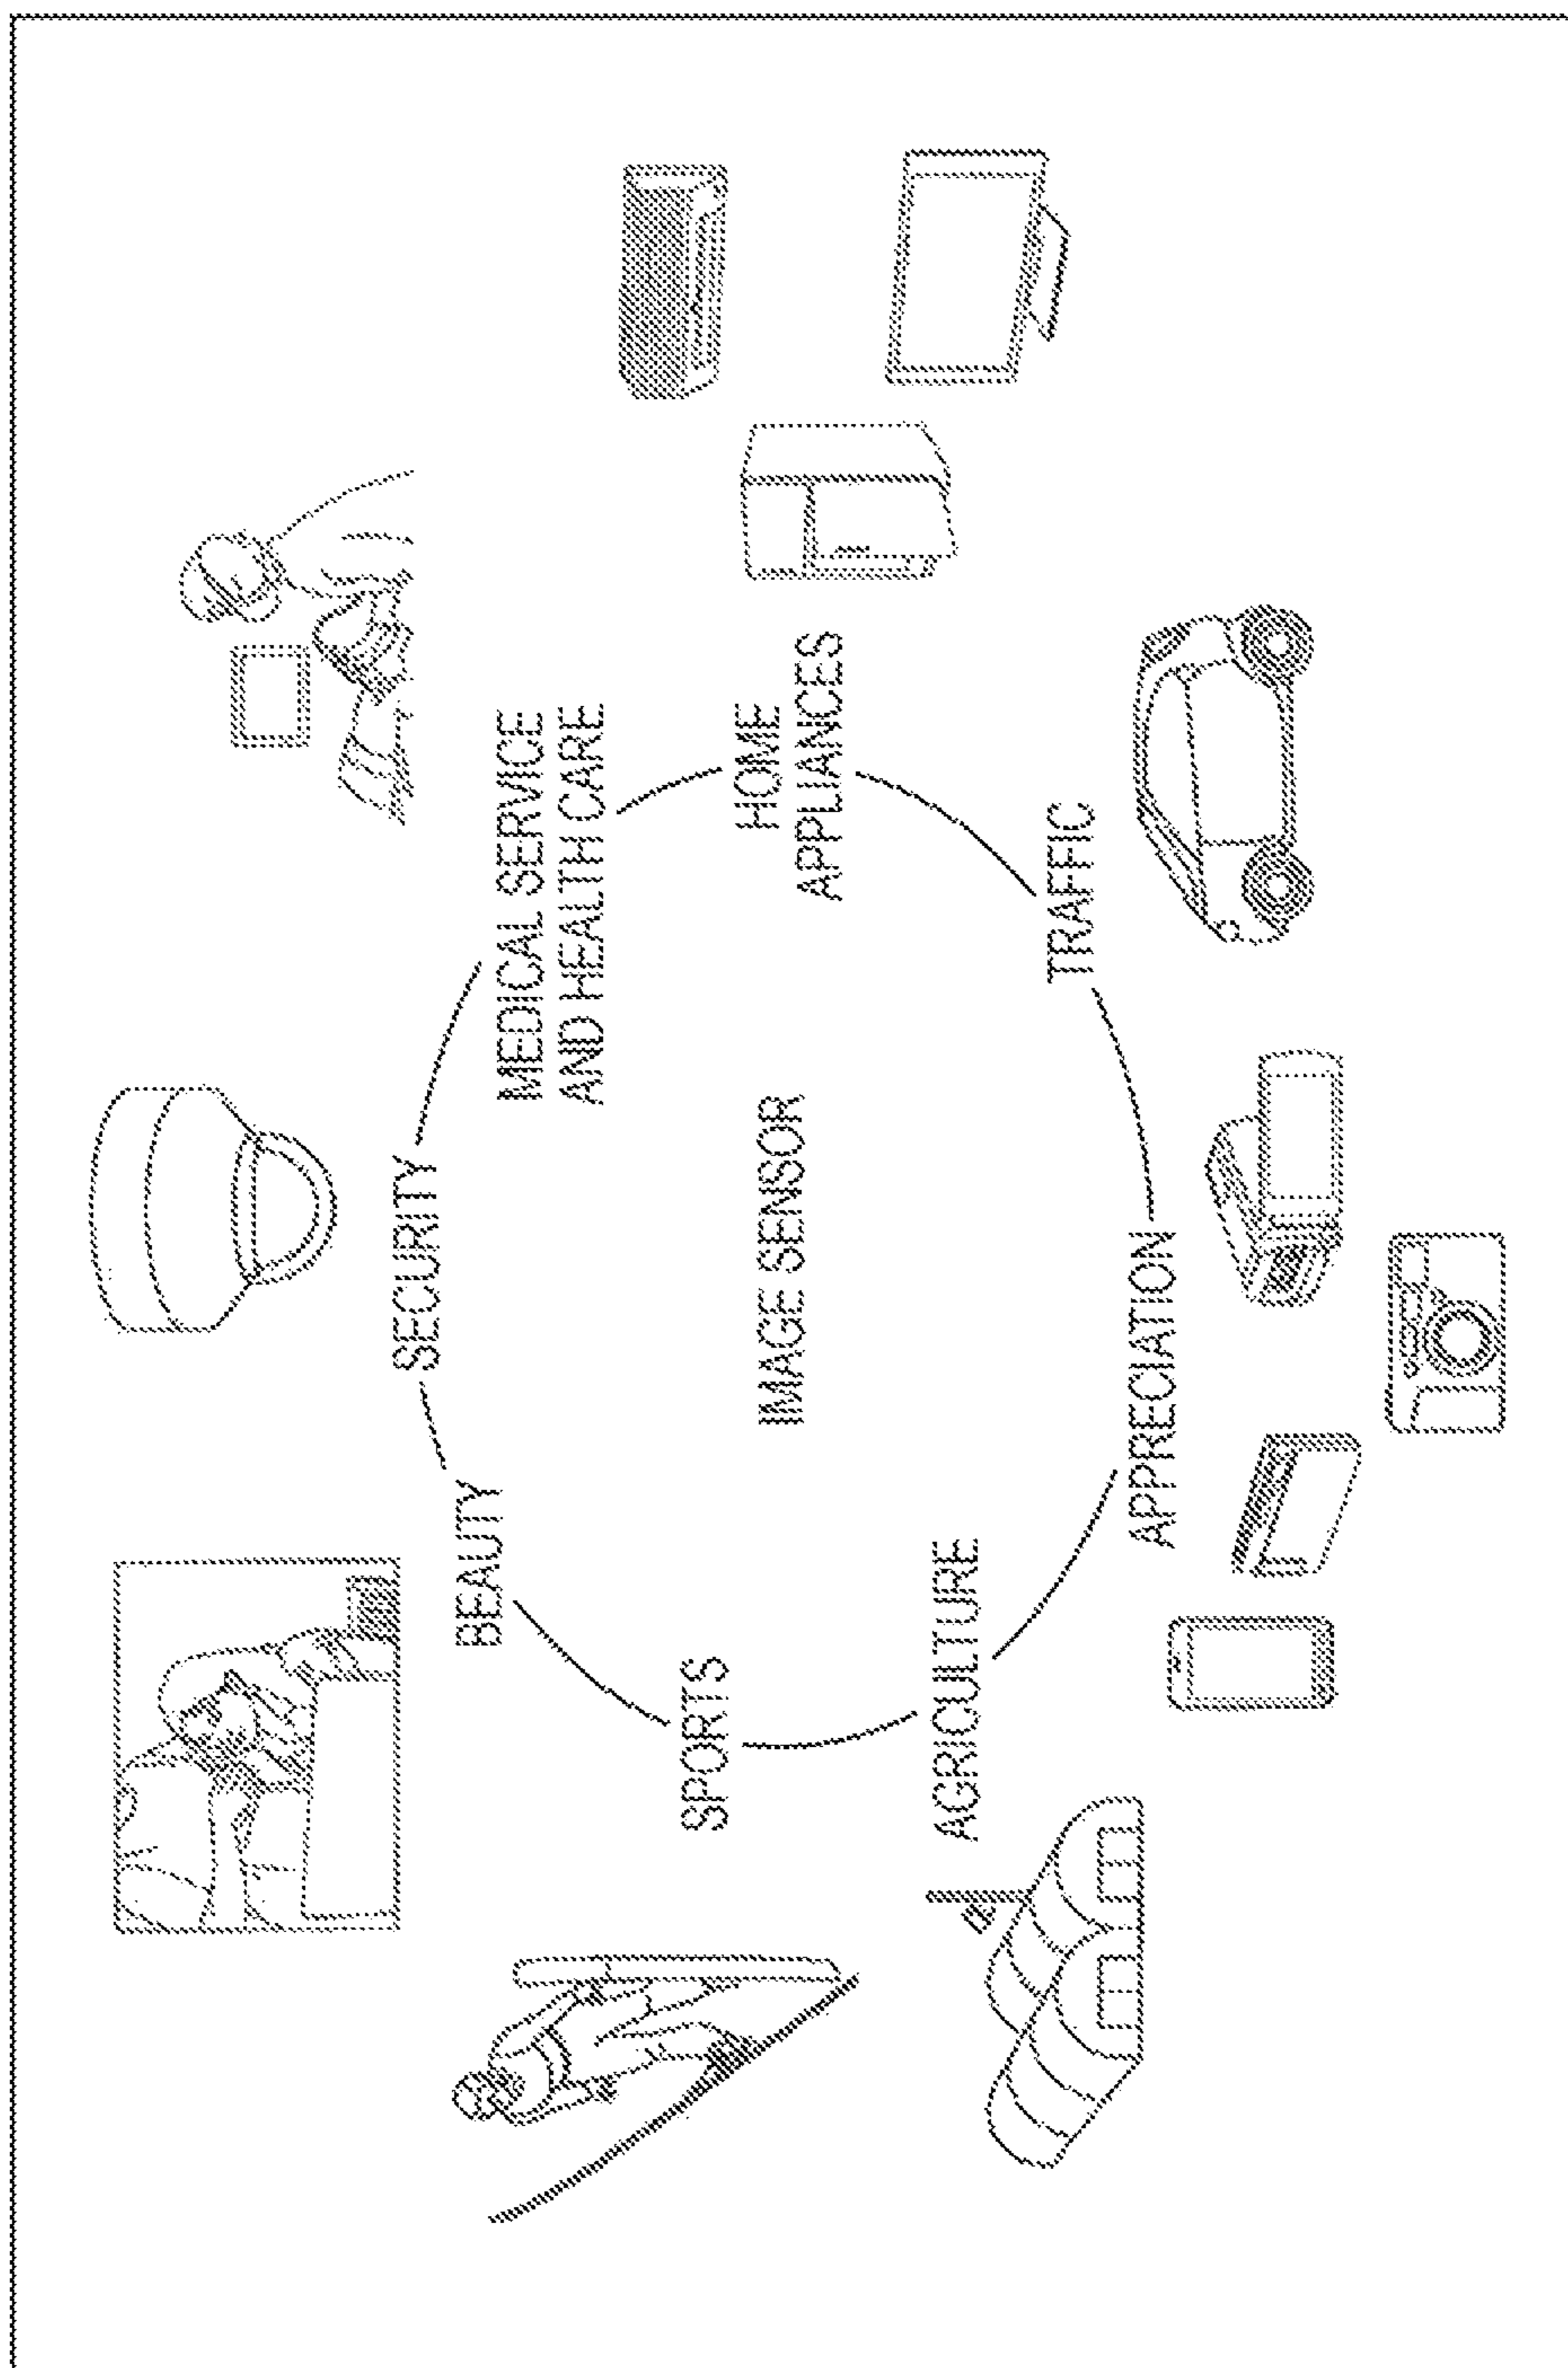 SECURITY
BEAUTY
MEDICAL SERVICE
AND HEALTH CARE
SPORTS
IMAGE SENSOR
HOME
APPLIANCES
AGRICULTURE
TRAFFIC
APPRECIATION